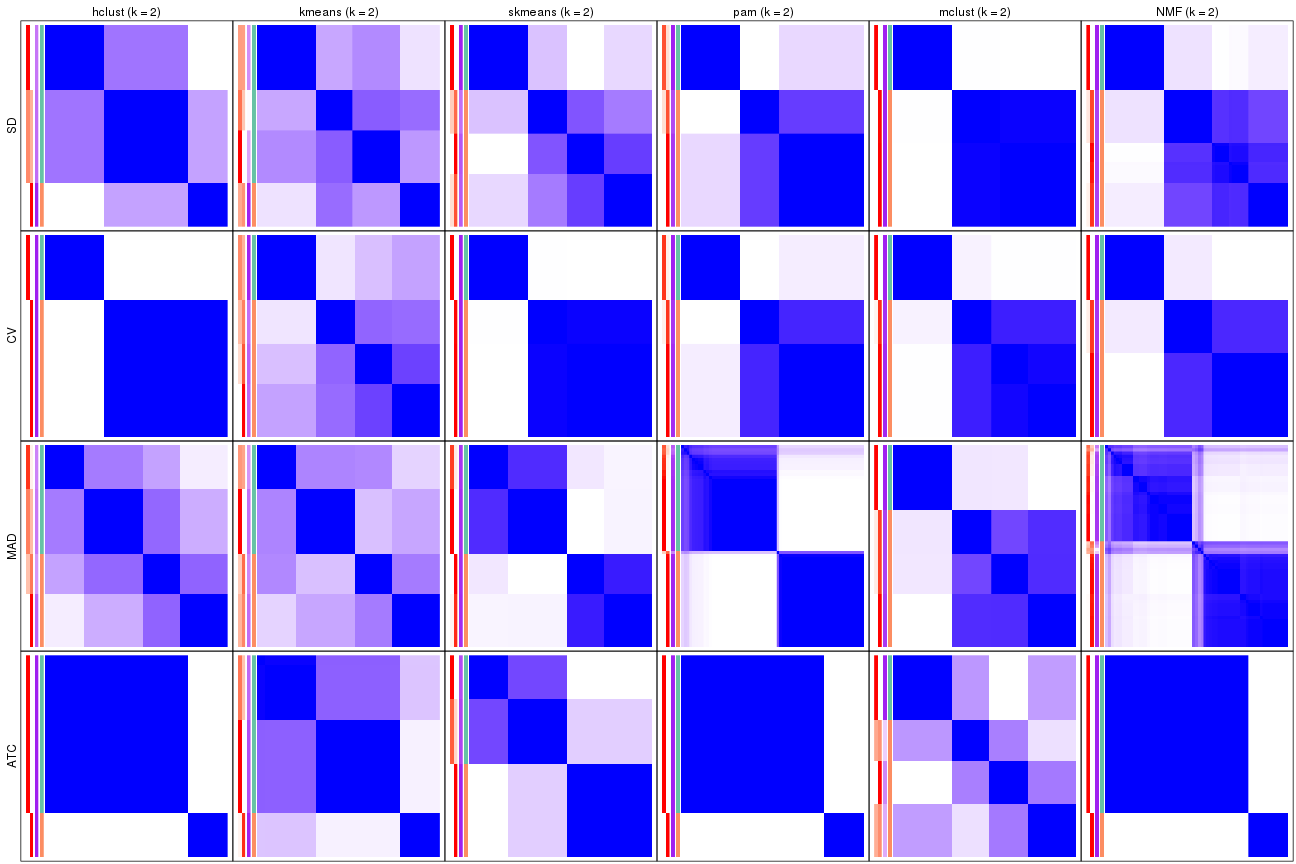 hclust (k = 2) kmeans (k = 2) skmeans (k = 2) pam (k = 2) mclust (k = 2) NMF (k = 2)
SD
CV
MAD
ATC